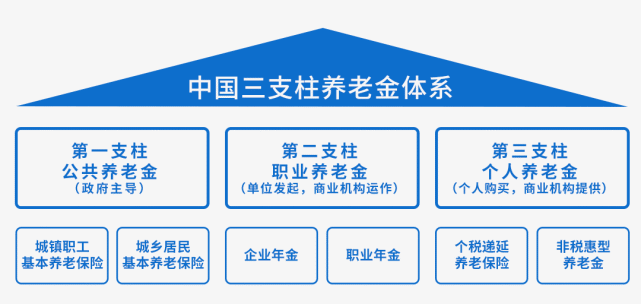 中国三支柱养老金体系
第一支柱
公共养老金
（政府主导）
第二支柱
职业养老金
（单位发起，商业机构运作）
第三支柱
个人养老金
（个人购买，商业机构提供）
城镇职工
基本养老保险
城乡居民
基本养老保险
企业年金
职业年金
个税递延
养老保险
非税惠型
养老金